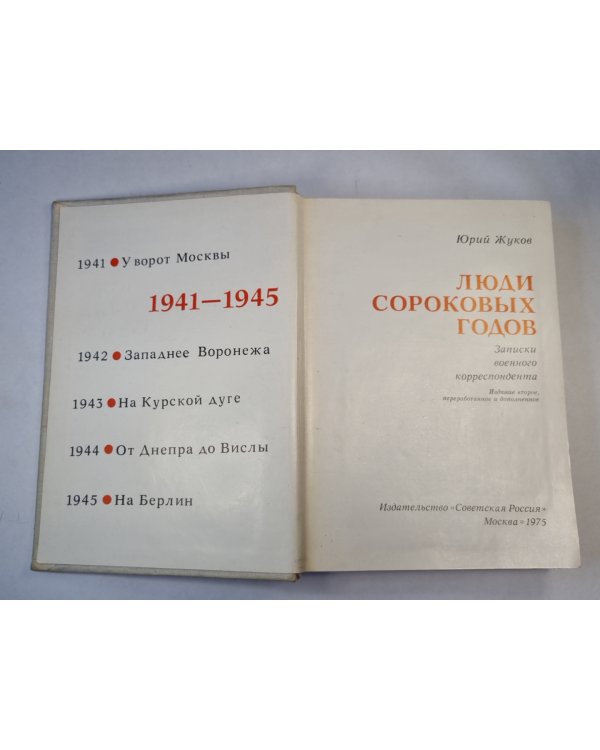 1941 ● У ворот Москвы
1941—1945
1942 ● Западнее Воронежа
1943 ● На Курской дуге
1944 ● От Днепра до Вислы
1945 ● На Берлин
Юрий Жуков
ЛЮДИ
СОРОКОВЫХ
ГОДОВ
Записки
военного
корреспондента
Издание второе,
переработанное и дополненное
Издательство «Советская Россия»
Москва • 1975